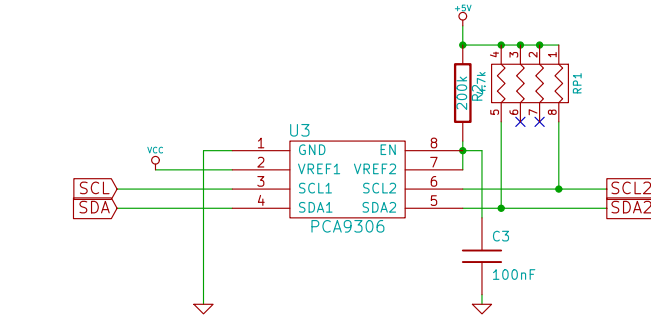 +5V
4 3 2 1
200k
R2
4.7k
RP1
5 6 7 8
U3
VCC
1 GND EN 8
2 VREF1 VREF2 7
SCL 3 SCL1 SCL2 6 SCL2
SDA 4 SDA1 SDA2 5 SDA2
PCA9306
C3
100nF